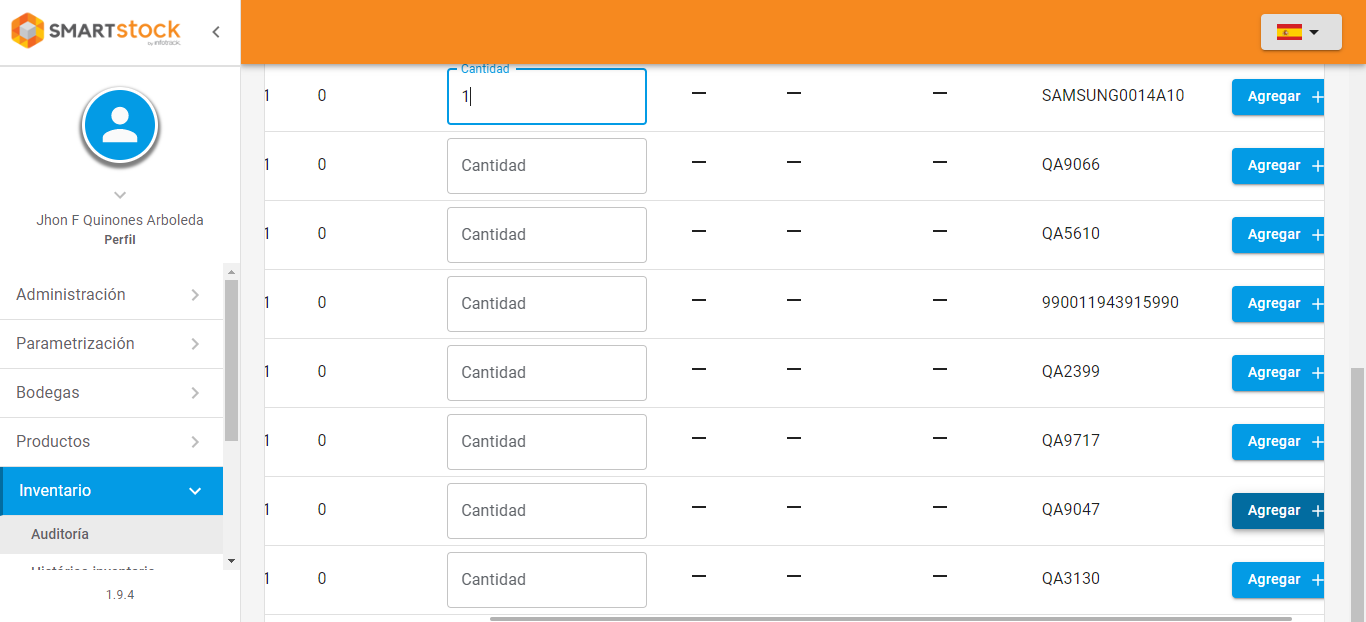 SMARTstock
by infotrack.
Jhon F Quinones Arboleda
Perfil
Administración
Parametrización
Bodegas
Productos
Inventario
Auditoría
Histórico inventario
1.9.4
Cantidad
1 0 1 — — — SAMSUNG0014A10 Agregar +
1 0 Cantidad — — — QA9066 Agregar +
1 0 Cantidad — — — QA5610 Agregar +
1 0 Cantidad — — — 990011943915990 Agregar +
1 0 Cantidad — — — QA2399 Agregar +
1 0 Cantidad — — — QA9717 Agregar +
1 0 Cantidad — — — QA9047 Agregar +
1 0 Cantidad — — — QA3130 Agregar +